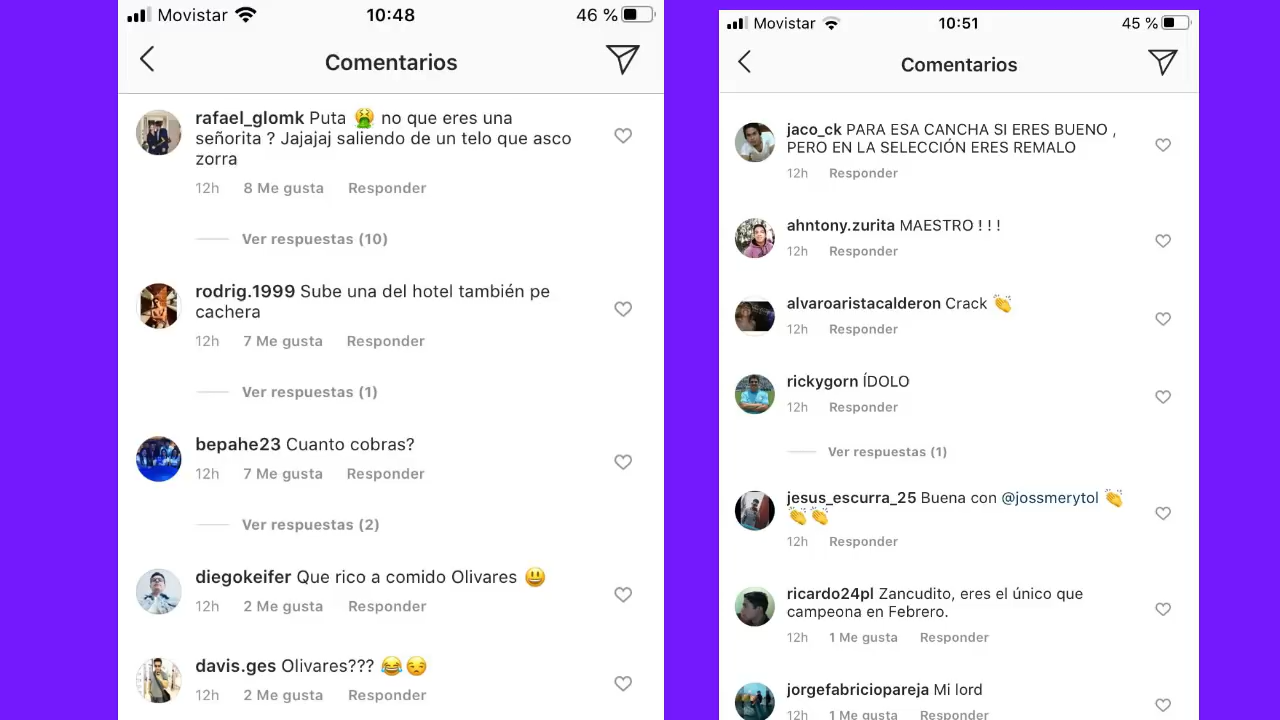 Movistar 10:48 46 %
Comentarios
rafael_glomk Puta 🤮 no que eres una
señorita ? Jajajaj saliendo de un telo que asco
zorra
12h 8 Me gusta Responder
Ver respuestas (10)
rodrig.1999 Sube una del hotel también pe
cachera
12h 7 Me gusta Responder
Ver respuestas (1)
bepahe23 Cuanto cobras?
12h 7 Me gusta Responder
Ver respuestas (2)
diegokeifer Que rico a comido Olivares 😃
12h 2 Me gusta Responder
davis.ges Olivares??? 😂😒
12h 2 Me gusta Responder
Movistar 10:51 45 %
Comentarios
jaco_ck PARA ESA CANCHA SI ERES BUENO ,
PERO EN LA SELECCIÓN ERES REMALO
12h Responder
ahntony.zurita MAESTRO ! ! !
12h Responder
alvaroaristacalderon Crack 👏
12h Responder
rickygorn ÍDOLO
12h Responder
Ver respuestas (1)
jesus_escurra_25 Buena con @jossmerytol 👏
👏👏
12h Responder
ricardo24pl Zancudito, eres el único que
campeona en Febrero.
12h 1 Me gusta Responder
jorgefabriciopareja Mi lord
12h 1 Me gusta Responder